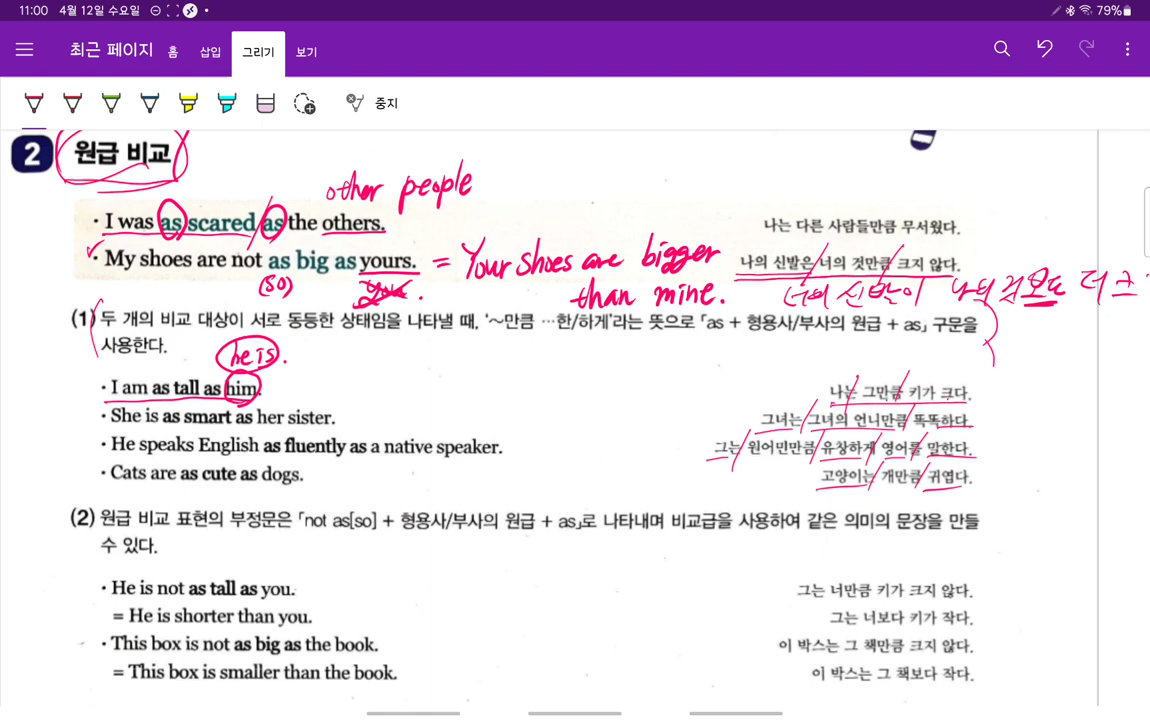 11:00 4월 12일 수요일 79%
최근 페이지 홈 삽입 그리기 보기
중지
2 원급 비교
other people
· I was as scared as the others. 나는 다른 사람들만큼 무서웠다.
· My shoes are not as big as yours. = Your shoes are bigger 나의 신발은 너의 것만큼 크지 않다.
(so) than mine. 너의 신발이 나의 것보다 더 크
(1) 두 개의 비교 대상이 서로 동등한 상태임을 나타낼 때, '~만큼 …한/하게'라는 뜻으로 「as + 형용사/부사의 원급 + as」 구문을
사용한다.
he is.
· I am as tall as him. 나는 그만큼 키가 크다.
· She is as smart as her sister. 그녀는 그녀의 언니만큼 똑똑하다.
· He speaks English as fluently as a native speaker. 그는 원어민만큼 유창하게 영어를 말한다.
· Cats are as cute as dogs. 고양이는 개만큼 귀엽다.
(2) 원급 비교 표현의 부정문은 「not as[so] + 형용사/부사의 원급 + as」로 나타내며 비교급을 사용하여 같은 의미의 문장을 만들
수 있다.
· He is not as tall as you. 그는 너만큼 키가 크지 않다.
= He is shorter than you. 그는 너보다 키가 작다.
· This box is not as big as the book. 이 박스는 그 책만큼 크지 않다.
= This box is smaller than the book. 이 박스는 그 책보다 작다.